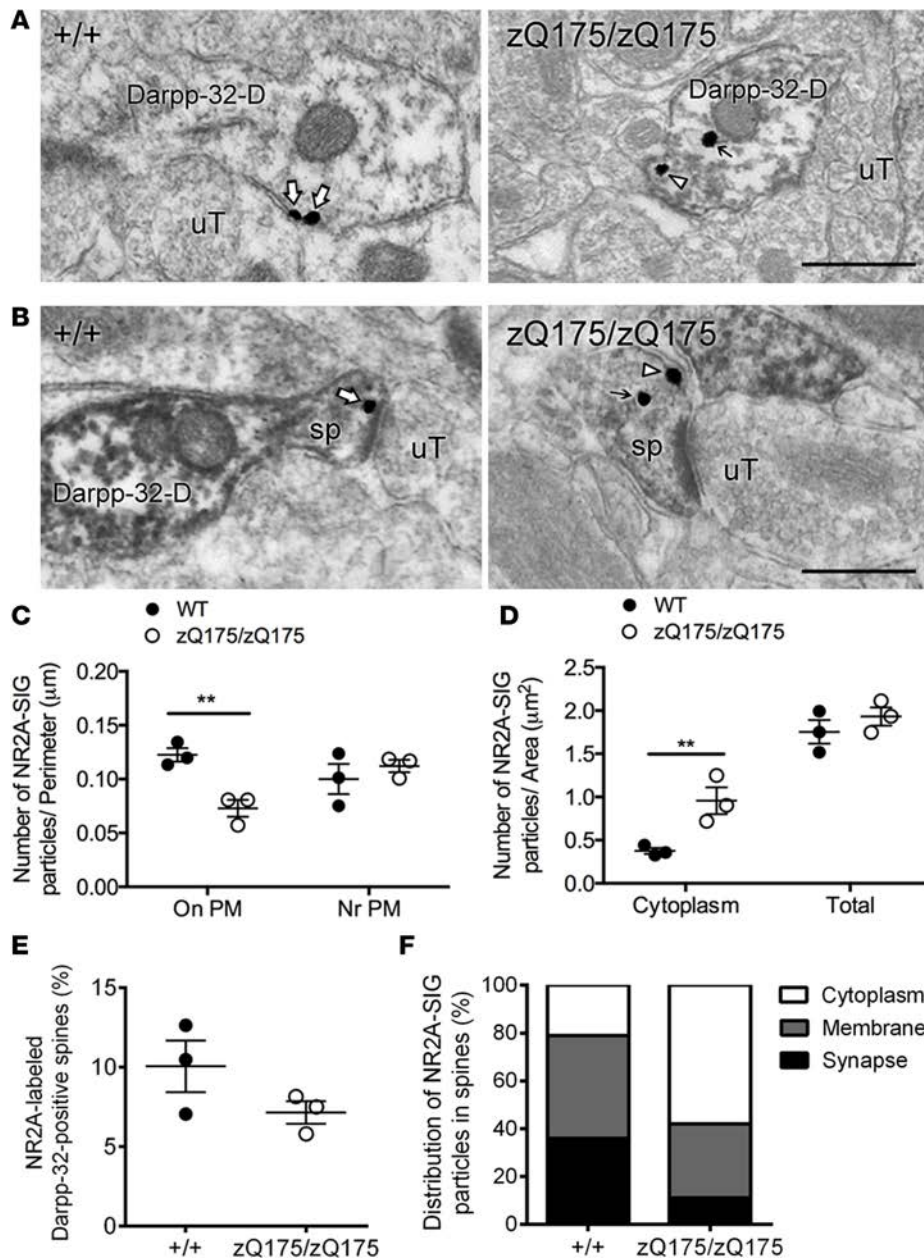 A
+/+
Darpp-32-D
uT
zQ175/zQ175
Darpp-32-D
uT
B
+/+
sp
uT
Darpp-32-D
zQ175/zQ175
sp
uT
C
WT
zQ175/zQ175
Number of NR2A-SIG
particles/ Perimeter (µm)
0.20
0.15
0.10
0.05
0.00
**
On PM
Nr PM
D
WT
zQ175/zQ175
Number of NR2A-SIG
particles/ Area (µm²)
2.5
2.0
1.5
1.0
0.5
0.0
**
Cytoplasm
Total
E
NR2A-labeled
Darpp-32-positive spines (%)
15
10
5
0
+/+
zQ175/zQ175
F
Distribution of NR2A-SIG
particles in spines (%)
100
80
60
40
20
0
+/+
zQ175/zQ175
Cytoplasm
Membrane
Synapse